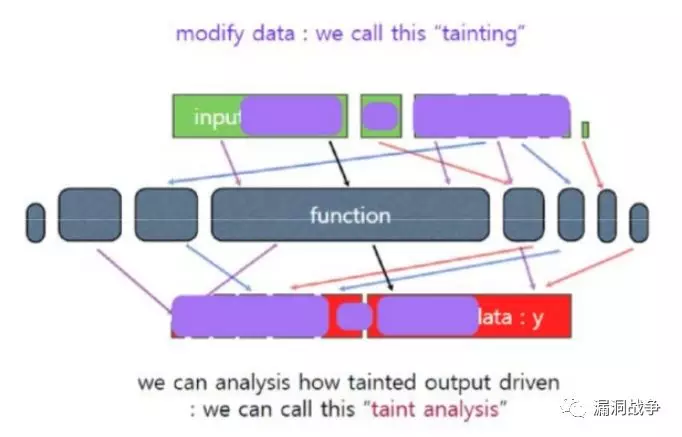 modify data : we call this “tainting”
input
function
data : y
we can analysis how tainted output driven
: we can call this “taint analysis”
漏洞战争